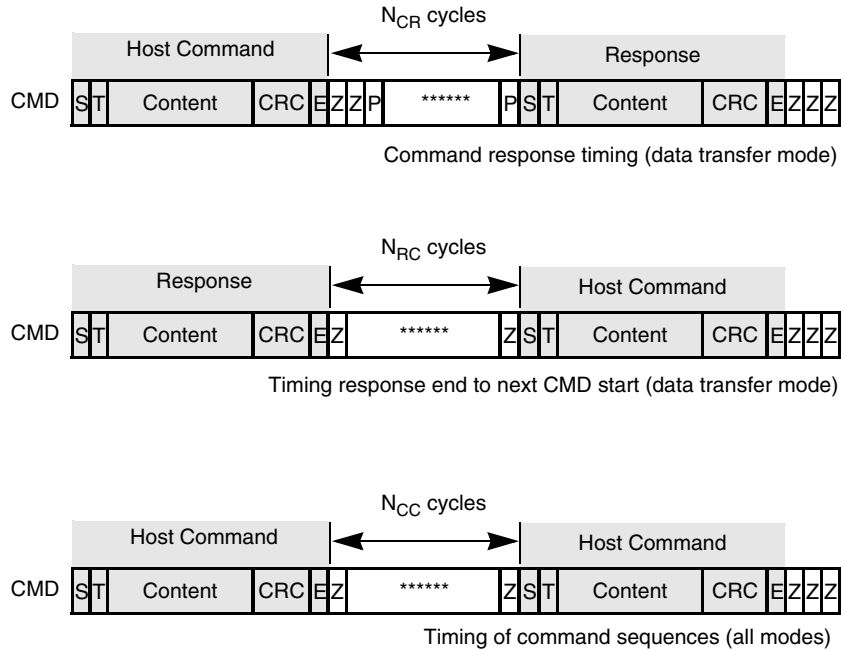 N_CR cycles
Host Command Response
CMD S T Content CRC E Z Z P ****** P S T Content CRC E Z Z Z
Command response timing (data transfer mode)
N_RC cycles
Response Host Command
CMD S T Content CRC E Z ****** Z S T Content CRC E Z Z Z
Timing response end to next CMD start (data transfer mode)
N_CC cycles
Host Command Host Command
CMD S T Content CRC E Z ****** Z S T Content CRC E Z Z Z
Timing of command sequences (all modes)